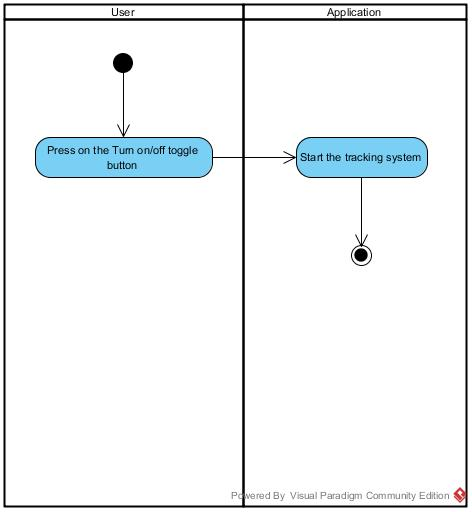 User
Application
Press on the Turn on/off toggle
button
Start the tracking system
Powered By Visual Paradigm Community Edition